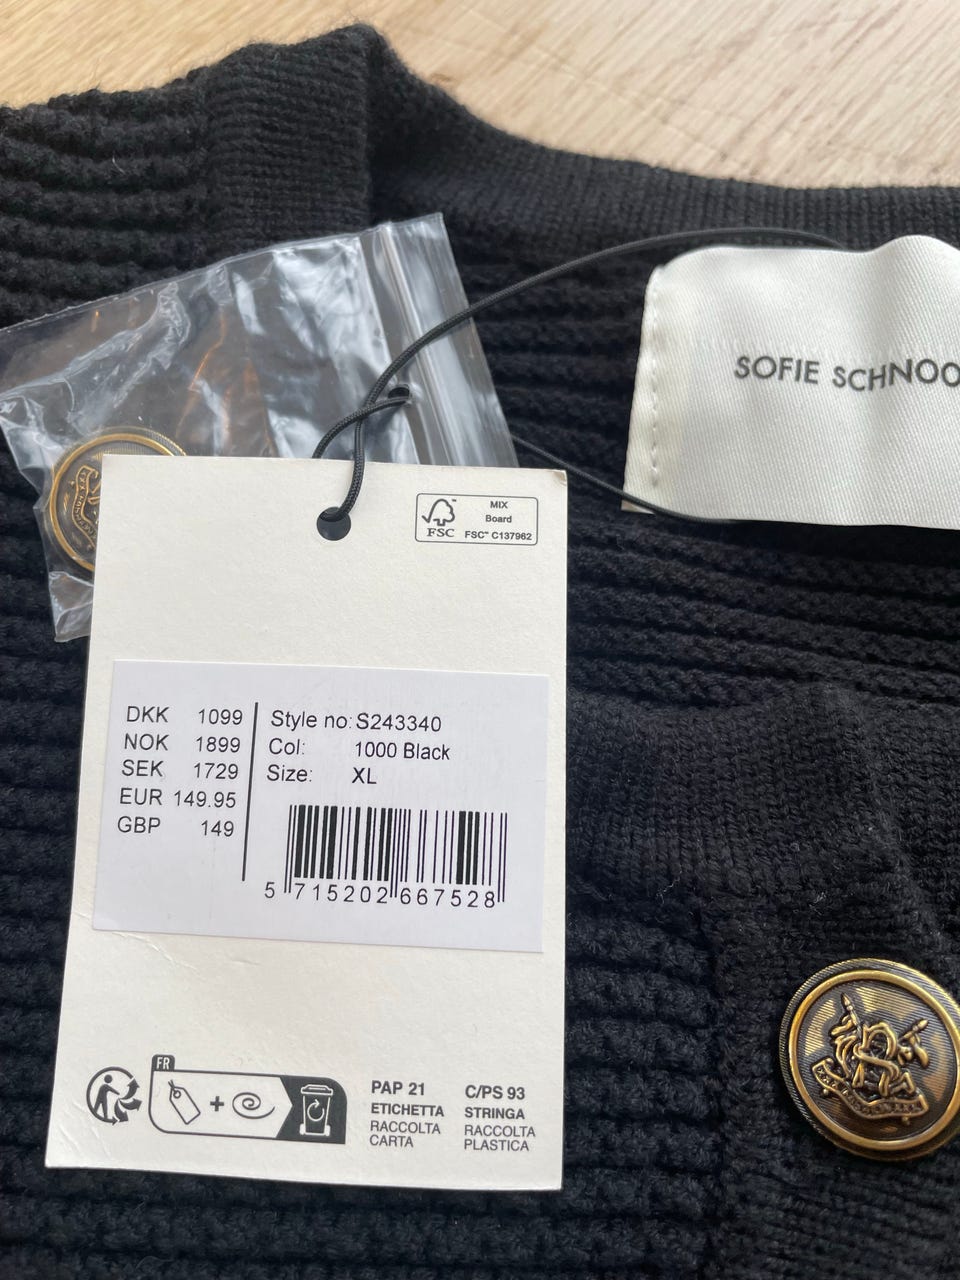 SOFIE SCHNOO
FSC
MIX
Board
FSC™ C137962
DKK 1099
NOK 1899
SEK 1729
EUR 149.95
GBP 149
Style no: S243340
Col: 1000 Black
Size: XL
5 715202 667528
FR
PAP 21
ETICHETTA
RACCOLTA
CARTA
C/PS 93
STRINGA
RACCOLTA
PLASTICA